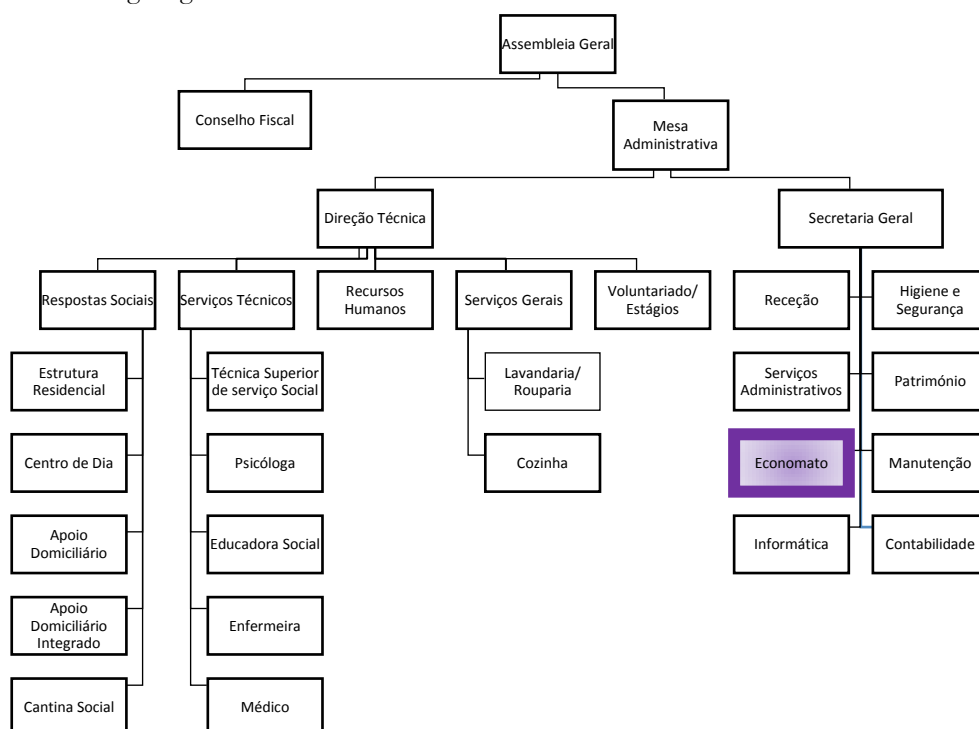 Assembleia Geral
Conselho Fiscal
Mesa
Administrativa
Direção Técnica
Secretaria Geral
Respostas Sociais
Serviços Técnicos
Recursos
Humanos
Serviços Gerais
Voluntariado/
Estágios
Receção
Higiene e
Segurança
Estrutura
Residencial
Técnica Superior
de serviço Social
Lavandaria/
Rouparia
Serviços
Administrativos
Património
Centro de Dia
Psicóloga
Cozinha
Economato
Manutenção
Apoio
Domiciliário
Educadora Social
Informática
Contabilidade
Apoio
Domiciliário
Integrado
Enfermeira
Cantina Social
Médico